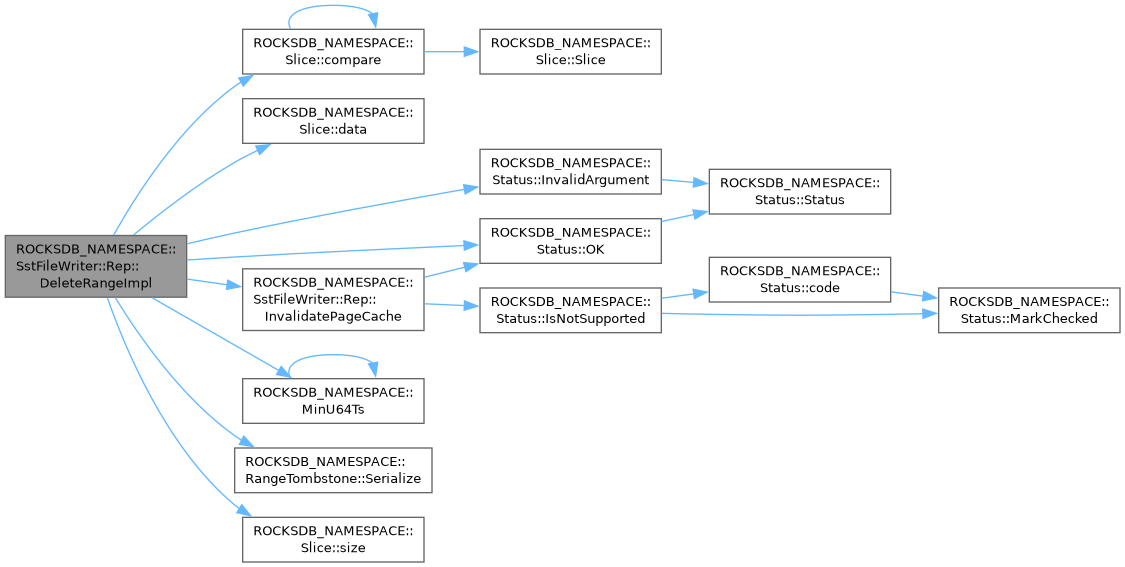 ROCKSDB_NAMESPACE::
SstFileWriter::Rep::
DeleteRangeImpl
ROCKSDB_NAMESPACE::
Slice::compare
ROCKSDB_NAMESPACE::
Slice::Slice
ROCKSDB_NAMESPACE::
Slice::data
ROCKSDB_NAMESPACE::
Status::InvalidArgument
ROCKSDB_NAMESPACE::
Status::Status
ROCKSDB_NAMESPACE::
Status::OK
ROCKSDB_NAMESPACE::
SstFileWriter::Rep::
InvalidatePageCache
ROCKSDB_NAMESPACE::
Status::IsNotSupported
ROCKSDB_NAMESPACE::
Status::code
ROCKSDB_NAMESPACE::
Status::MarkChecked
ROCKSDB_NAMESPACE::
MinU64Ts
ROCKSDB_NAMESPACE::
RangeTombstone::Serialize
ROCKSDB_NAMESPACE::
Slice::size